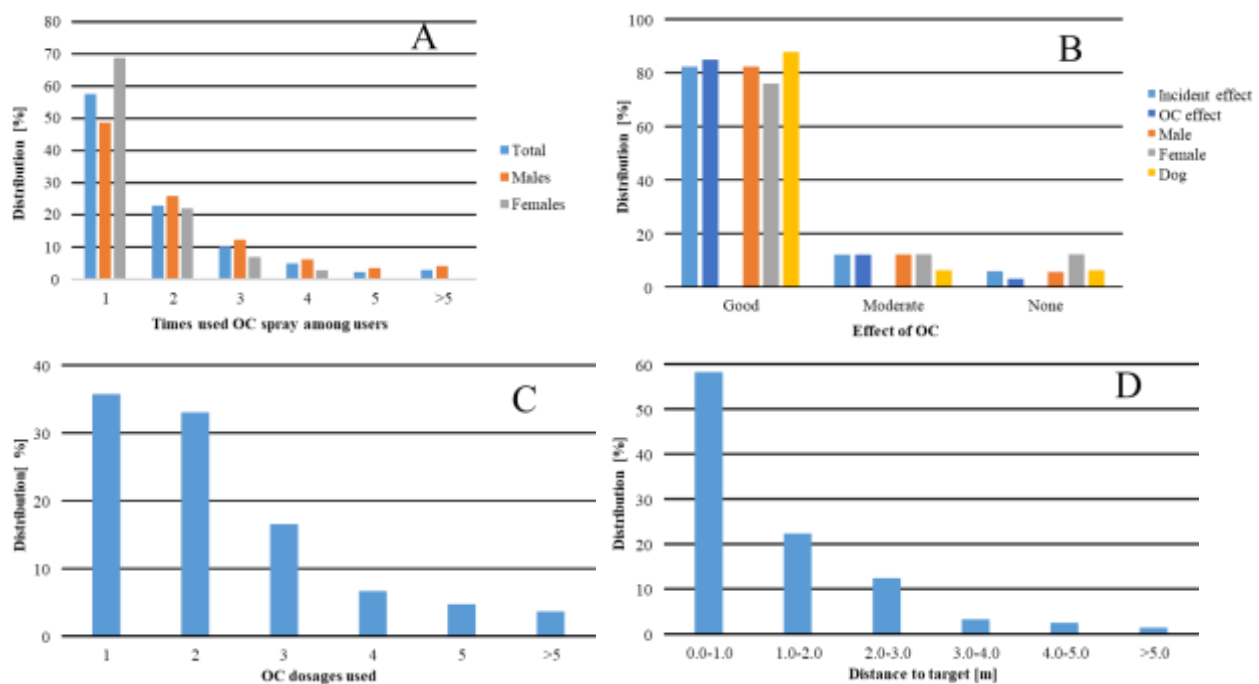 A
80
70
60
50
40
30
20
10
0
Distribution [%]
1 2 3 4 5 >5
Times used OC spray among users
Total
Males
Females
B
100
80
60
40
20
0
Distribution [%]
Good Moderate None
Effect of OC
Incident effect
OC effect
Male
Female
Dog
C
40
30
20
10
0
Distribution[ %]
1 2 3 4 5 >5
OC dosages used
D
60
50
40
30
20
10
0
Distribution [%]
0.0-1.0 1.0-2.0 2.0-3.0 3.0-4.0 4.0-5.0 >5.0
Distance to target [m]